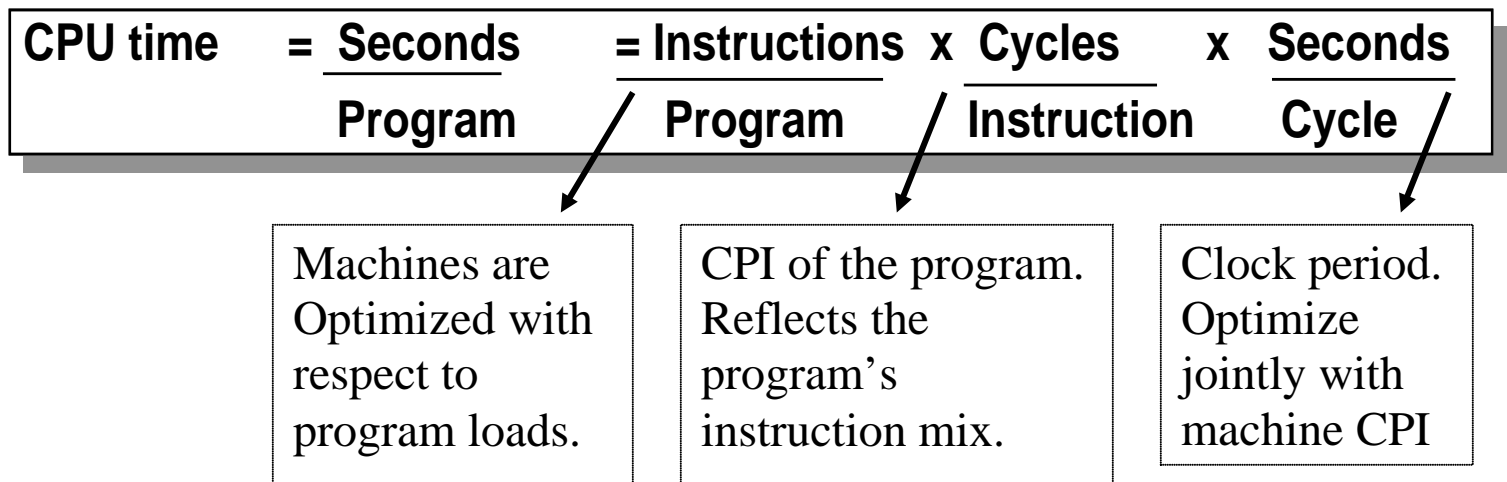 CPU time = Seconds = Instructions x Cycles x Seconds
Program Program Instruction Cycle
Machines are
Optimized with
respect to
program loads.
CPI of the program.
Reflects the
program’s
instruction mix.
Clock period.
Optimize
jointly with
machine CPI